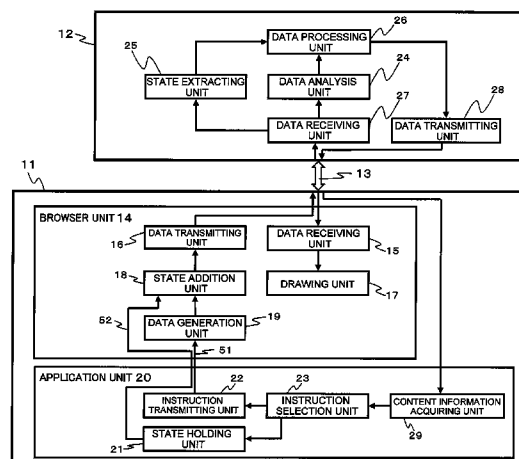 26
12
DATA PROCESSING
UNIT
25
24
STATE EXTRACTING
UNIT
DATA ANALYSIS
UNIT
27
28
DATA RECEIVING
UNIT
DATA TRANSMITTING
UNIT
11
13
BROWSER UNIT 14
16
DATA TRANSMITTING
UNIT
DATA RECEIVING
UNIT
15
18
STATE ADDITION
UNIT
DRAWING UNIT
17
52
DATA GENERATION
UNIT
19
51
APPLICATION UNIT 20
22
23
INSTRUCTION
TRANSMITTING UNIT
INSTRUCTION
SELECTION UNIT
CONTENT INFORMATION
ACQUIRING UNIT
21
STATE HOLDING
UNIT
29